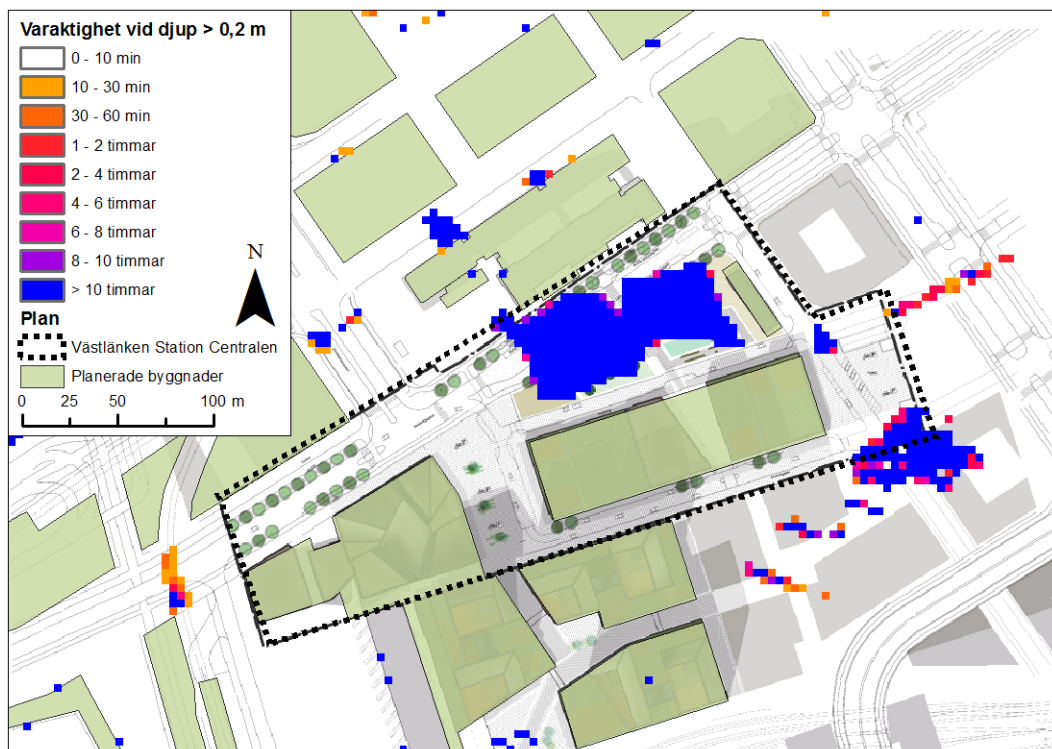 Varaktighet vid djup > 0,2 m
0 - 10 min
10 - 30 min
30 - 60 min
1 - 2 timmar
2 - 4 timmar
4 - 6 timmar
6 - 8 timmar
8 - 10 timmar
> 10 timmar
N
Plan
Västlänken Station Centralen
Planerade byggnader
0 25 50 100 m